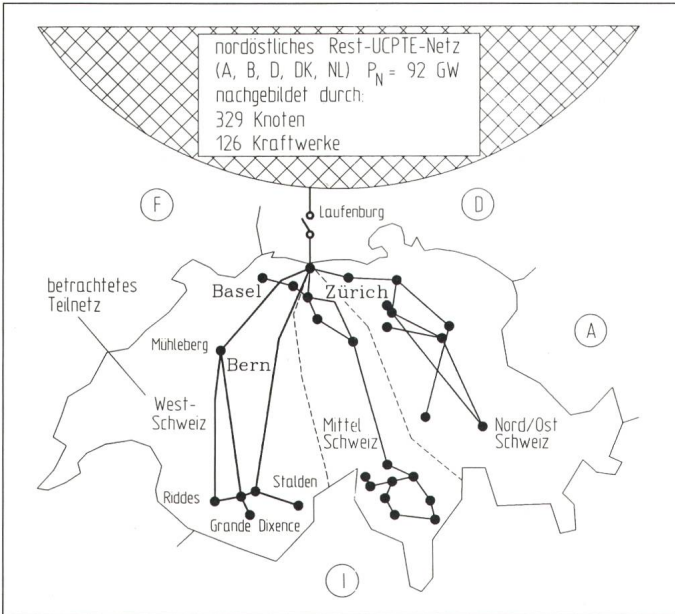 nordöstliches Rest-UCPTE-Netz
(A, B, D, DK, NL) P_N = 92 GW
nachgebildet durch:
329 Knoten
126 Kraftwerke
F
D
Laufenburg
betrachtetes
Teilnetz
Basel
Zürich
A
Mühleberg
Bern
West-
Schweiz
Mittel
Schweiz
Nord/Ost
Schweiz
Stalden
Riddes
Grande Dixence
I